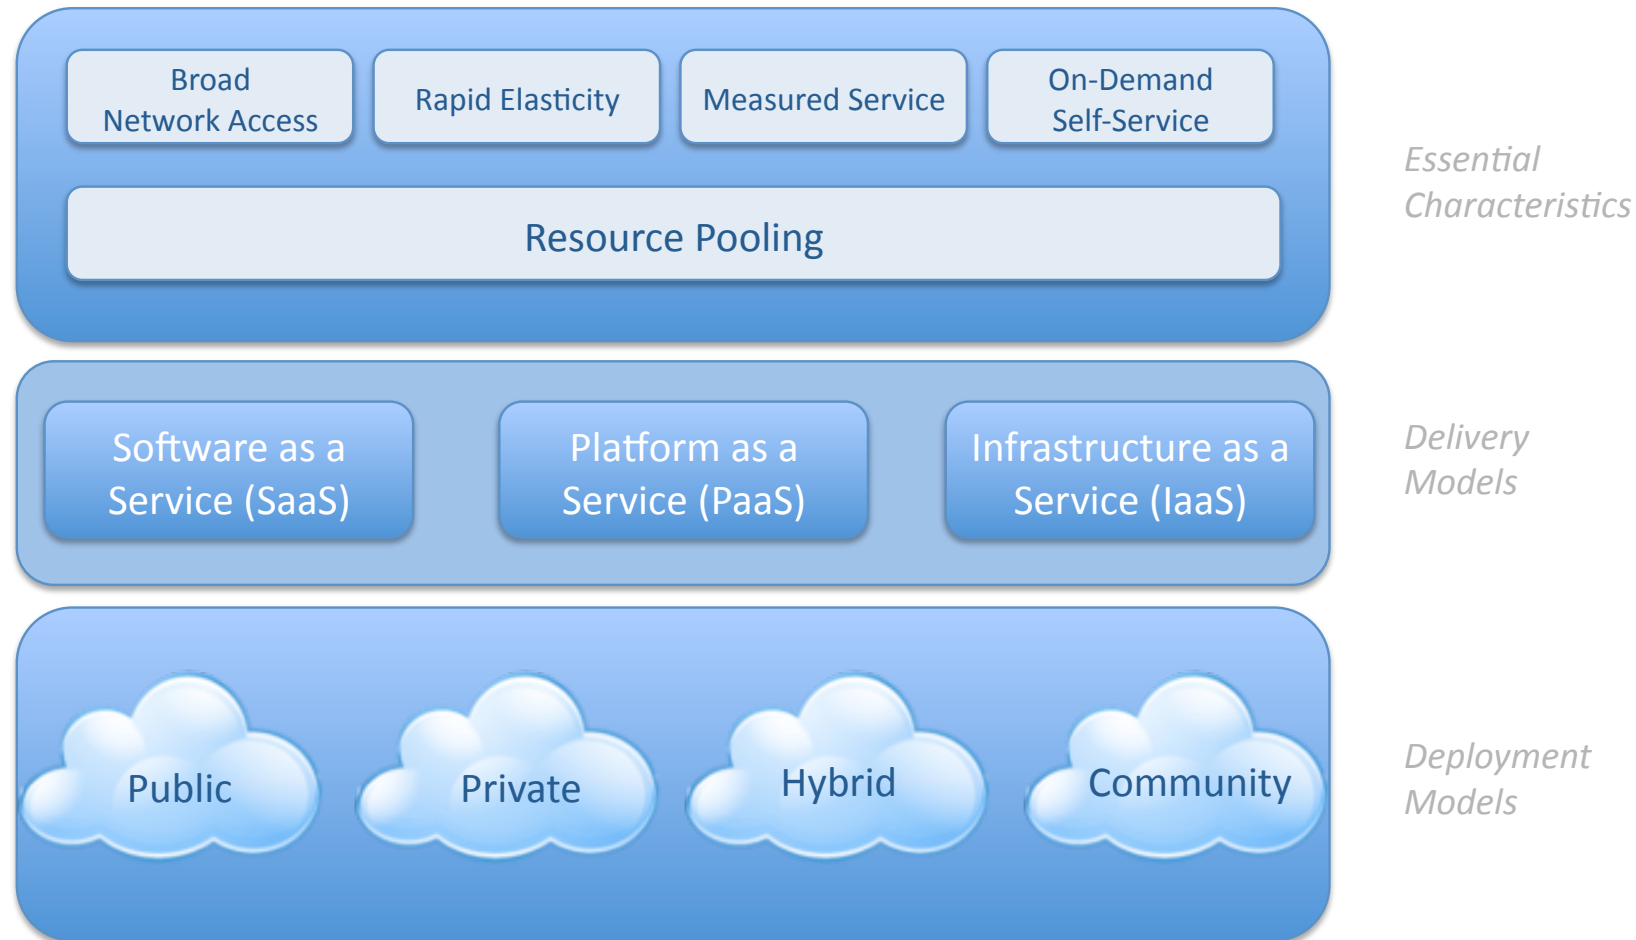 Broad
Network Access
Rapid Elasticity
Measured Service
On-Demand
Self-Service
Resource Pooling
Essential
Characteristics
Software as a
Service (SaaS)
Platform as a
Service (PaaS)
Infrastructure as a
Service (IaaS)
Delivery
Models
Public
Private
Hybrid
Community
Deployment
Models